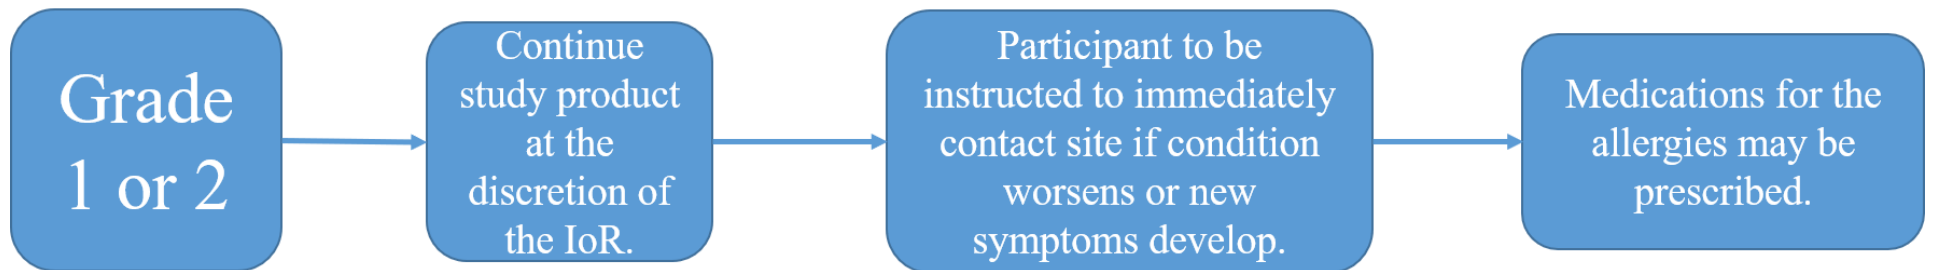 Grade
1 or 2
Continue
study product
at the
discretion of
the IoR.
Participant to be
instructed to immediately
contact site if condition
worsens or new
symptoms develop.
Medications for the
allergies may be
prescribed.